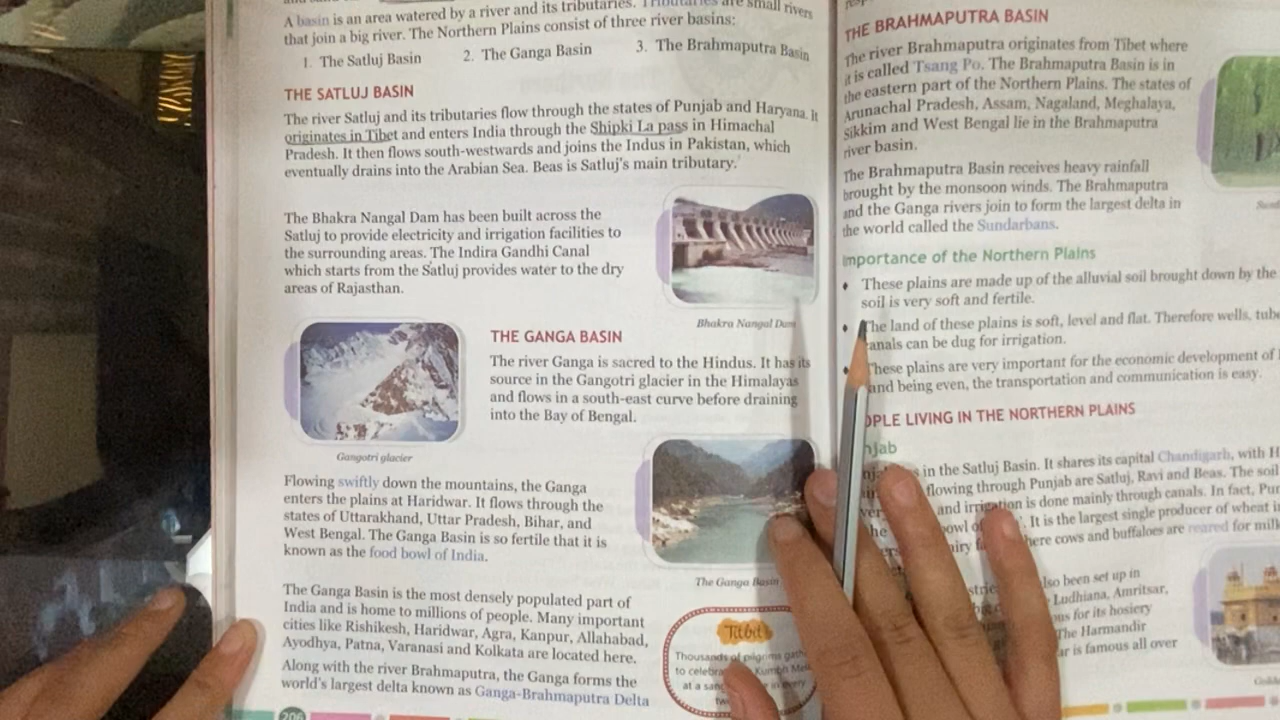 A basin is an area watered by a river and its tributaries. Tributaries are small rivers
that join a big river. The Northern Plains consist of three river basins:
1. The Satluj Basin 2. The Ganga Basin 3. The Brahmaputra Basin
THE SATLUJ BASIN
The river Satluj and its tributaries flow through the states of Punjab and Haryana. It
originates in Tibet and enters India through the Shipki La pass in Himachal
Pradesh. It then flows south-westwards and joins the Indus in Pakistan, which
eventually drains into the Arabian Sea. Beas is Satluj's main tributary.
The Bhakra Nangal Dam has been built across the
Satluj to provide electricity and irrigation facilities to
the surrounding areas. The Indira Gandhi Canal
which starts from the Satluj provides water to the dry
areas of Rajasthan.
Bhakra Nangal Dam
THE GANGA BASIN
The river Ganga is sacred to the Hindus. It has its
source in the Gangotri glacier in the Himalayas
and flows in a south-east curve before draining
into the Bay of Bengal.
Gangotri glacier
Flowing swiftly down the mountains, the Ganga
enters the plains at Haridwar. It flows through the
states of Uttarakhand, Uttar Pradesh, Bihar, and
West Bengal. The Ganga Basin is so fertile that it is
known as the food bowl of India.
The Ganga Basin
The Ganga Basin is the most densely populated part of
India and is home to millions of people. Many important
cities like Rishikesh, Haridwar, Agra, Kanpur, Allahabad,
Ayodhya, Patna, Varanasi and Kolkata are located here.
Along with the river Brahmaputra, the Ganga forms the
world's largest delta known as Ganga-Brahmaputra Delta
Titbit
Thousands of pilgrims
to celebrate Kumbh
at a in every
206
THE BRAHMAPUTRA BASIN
The river Brahmaputra originates from Tibet where
it is called Tsang Po. The Brahmaputra Basin is in
the eastern part of the Northern Plains. The states of
Arunachal Pradesh, Assam, Nagaland, Meghalaya,
Sikkim and West Bengal lie in the Brahmaputra
river basin.
The Brahmaputra Basin receives heavy rainfall
brought by the monsoon winds. The Brahmaputra
and the Ganga rivers join to form the largest delta in
the world called the Sundarbans.
Importance of the Northern Plains
These plains are made up of the alluvial soil brought down by the
soil is very soft and fertile.
The land of these plains is soft, level and flat. Therefore wells,
canals can be dug for irrigation.
These plains are very important for the economic development of
and being even, the transportation and communication is easy.
LIVING IN THE NORTHERN PLAINS
in the Satluj Basin. It shares its capital Chandigarh, with
flowing through Punjab are Satluj, Ravi and Beas. The soil
and irrigation is done mainly through canals. In fact,
It is the largest single producer of wheat
where cows and buffaloes are reared for
also been set up in
Ludhiana, Amritsar,
for its hosiery
The Harmandir
is famous all over